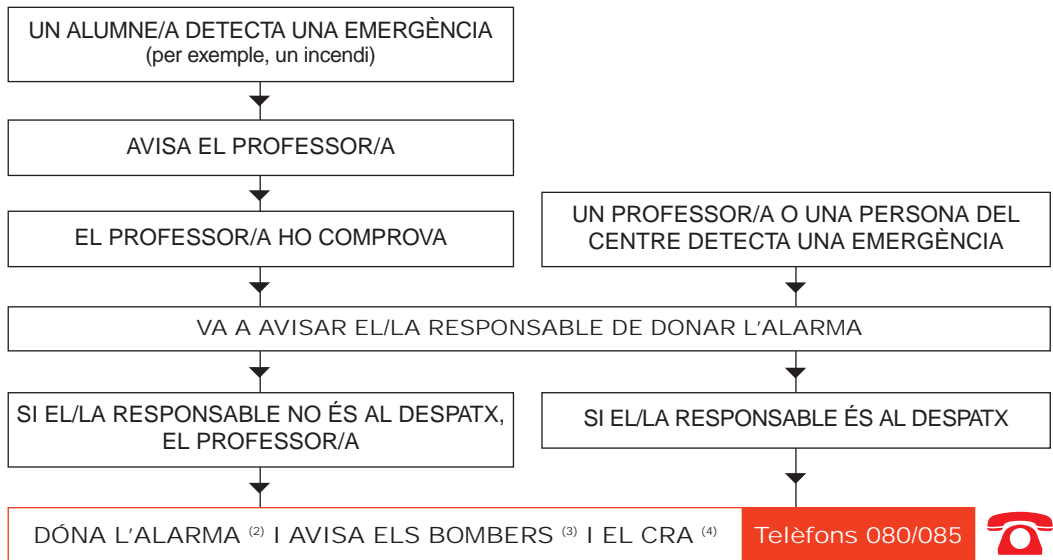 UN ALUMNE/A DETECTA UNA EMERGÈNCIA
(per exemple, un incendi)
AVISA EL PROFESSOR/A
EL PROFESSOR/A HO COMPROVA
UN PROFESSOR/A O UNA PERSONA DEL
CENTRE DETECTA UNA EMERGÈNCIA
VA A AVISAR EL/LA RESPONSABLE DE DONAR L'ALARMA
SI EL/LA RESPONSABLE NO ÉS AL DESPATX,
EL PROFESSOR/A
SI EL/LA RESPONSABLE ÉS AL DESPATX
DÓNA L'ALARMA (2) I AVISA ELS BOMBERS (3) I EL CRA (4)
Telèfons 080/085